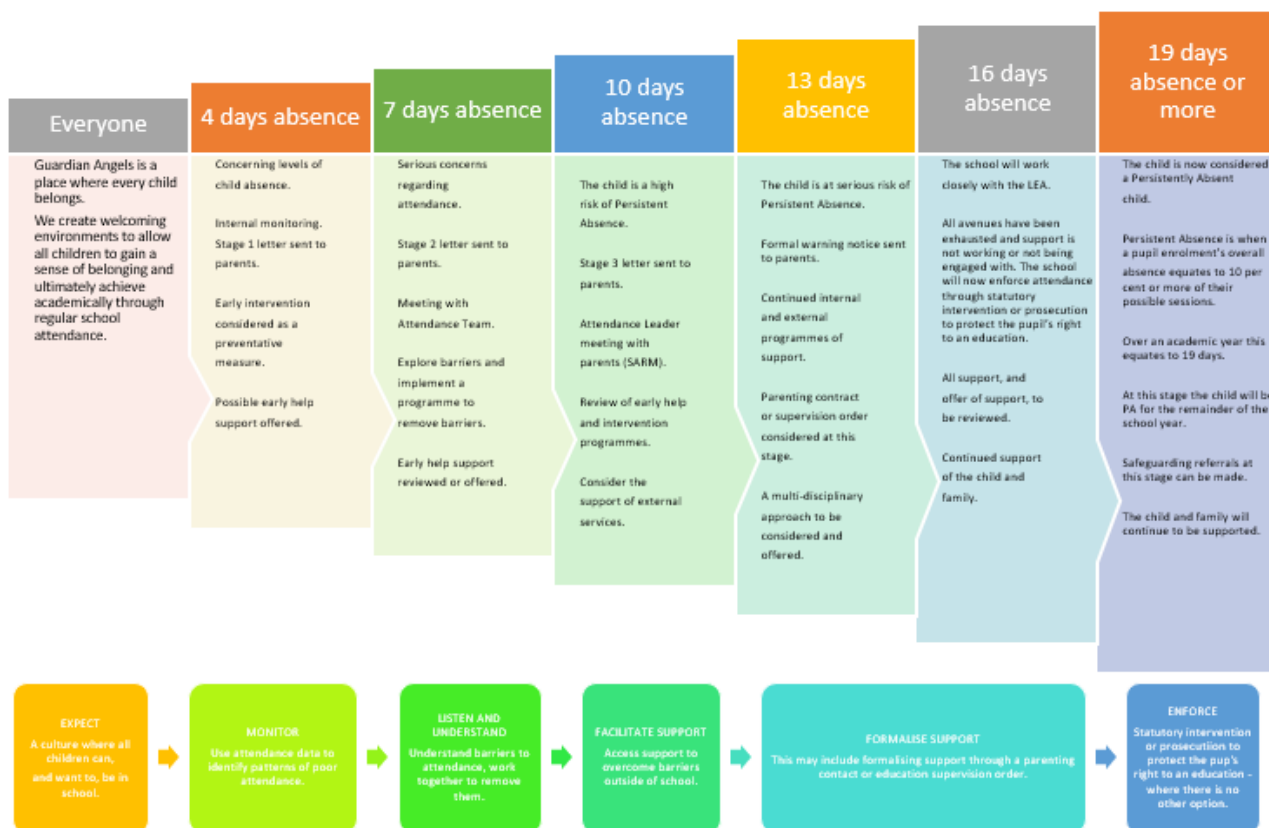 Everyone
Guardian Angels is a
place where every child
belongs.
We create welcoming
environments to allow
all children to gain a
sense of belonging and
ultimately achieve
academically through
regular school
attendance.
4 days absence
Concerning levels of
child absence.
Internal monitoring.
Stage 1 letter sent to
parents.
Early intervention
considered as a
preventative
measure.
Possible early help
support offered.
7 days absence
Serious concerns
regarding
attendance.
Stage 2 letter sent to
parents.
Meeting with
Attendance Team.
Explore barriers and
implement a
programme to
remove barriers.
Early help support
reviewed or offered.
10 days
absence
The child is a high
risk of Persistent
Absence.
Stage 3 letter sent to
parents.
Attendance Leader
meeting with
parents (SARM).
Review of early help
and intervention
programmes.
Consider the
support of external
services.
13 days
absence
The child is at serious risk of
Persistent Absence.
Formal warning notice sent
to parents.
Continued internal
and external
programmes of
support.
Parenting contract
or supervision order
considered at this
stage.
A multi-disciplinary
approach to be
considered and
offered.
16 days
absence
The school will work
closely with the LEA.
All avenues have been
exhausted and support is
not working or not being
engaged with. The school
will now enforce attendance
through statutory
intervention or prosecution
to protect the pupil's right
to an education.
All support, and
offer of support, to
be reviewed.
Continued support
of the child and
family.
19 days
absence or
more
The child is now considered
a Persistently Absent
child.
Persistent Absence is when
a pupil enrolment's overall
absence equates to 10 per
cent or more of their
possible sessions.
Over an academic year this
equates to 19 days.
At this stage the child will be
PA for the remainder of the
school year.
Safeguarding referrals at
this stage can be made.
The child and family will
continue to be supported.
EXPECT
A culture where all
children can,
and want to, be in
school.
MONITOR
Use attendance data to
identify patterns of poor
attendance.
LISTEN AND
UNDERSTAND
Understand barriers to
attendance, work
together to remove
them.
FACILITATE SUPPORT
Access support to
overcome barriers
outside of school.
FORMALISE SUPPORT
This may include formalising support through a parenting
contact or education supervision order.
ENFORCE
Statutory intervention
or prosecutiion to
protect the pup's
right to an education -
where there is no
other option.